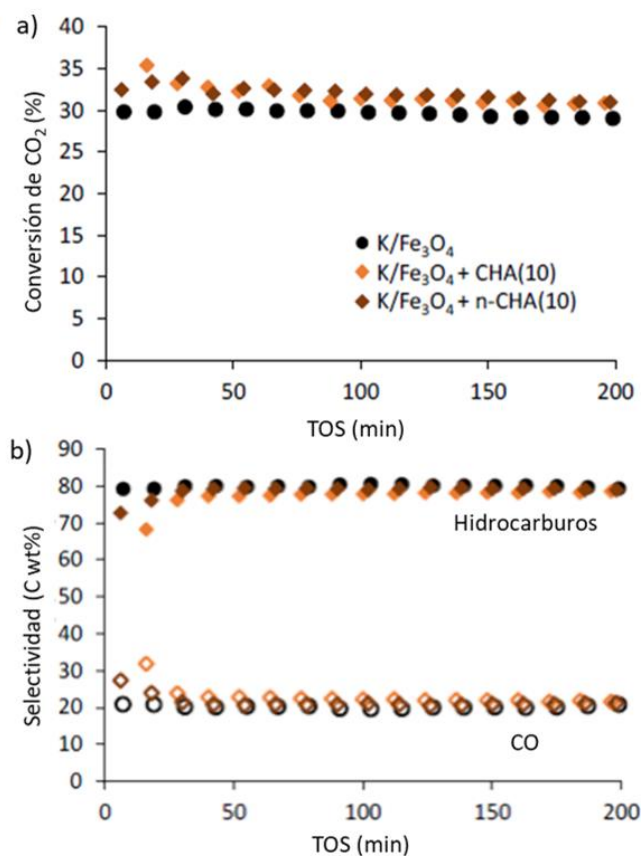 a)
40
35
30
25
20
15
10
5
0
Conversión de CO₂ (%)
K/Fe₃O₄
K/Fe₃O₄ + CHA(10)
K/Fe₃O₄ + n-CHA(10)
0 50 100 150 200
TOS (min)
b)
90
80
70
60
50
40
30
20
10
0
Selectividad (C wt%)
Hidrocarburos
CO
0 50 100 150 200
TOS (min)